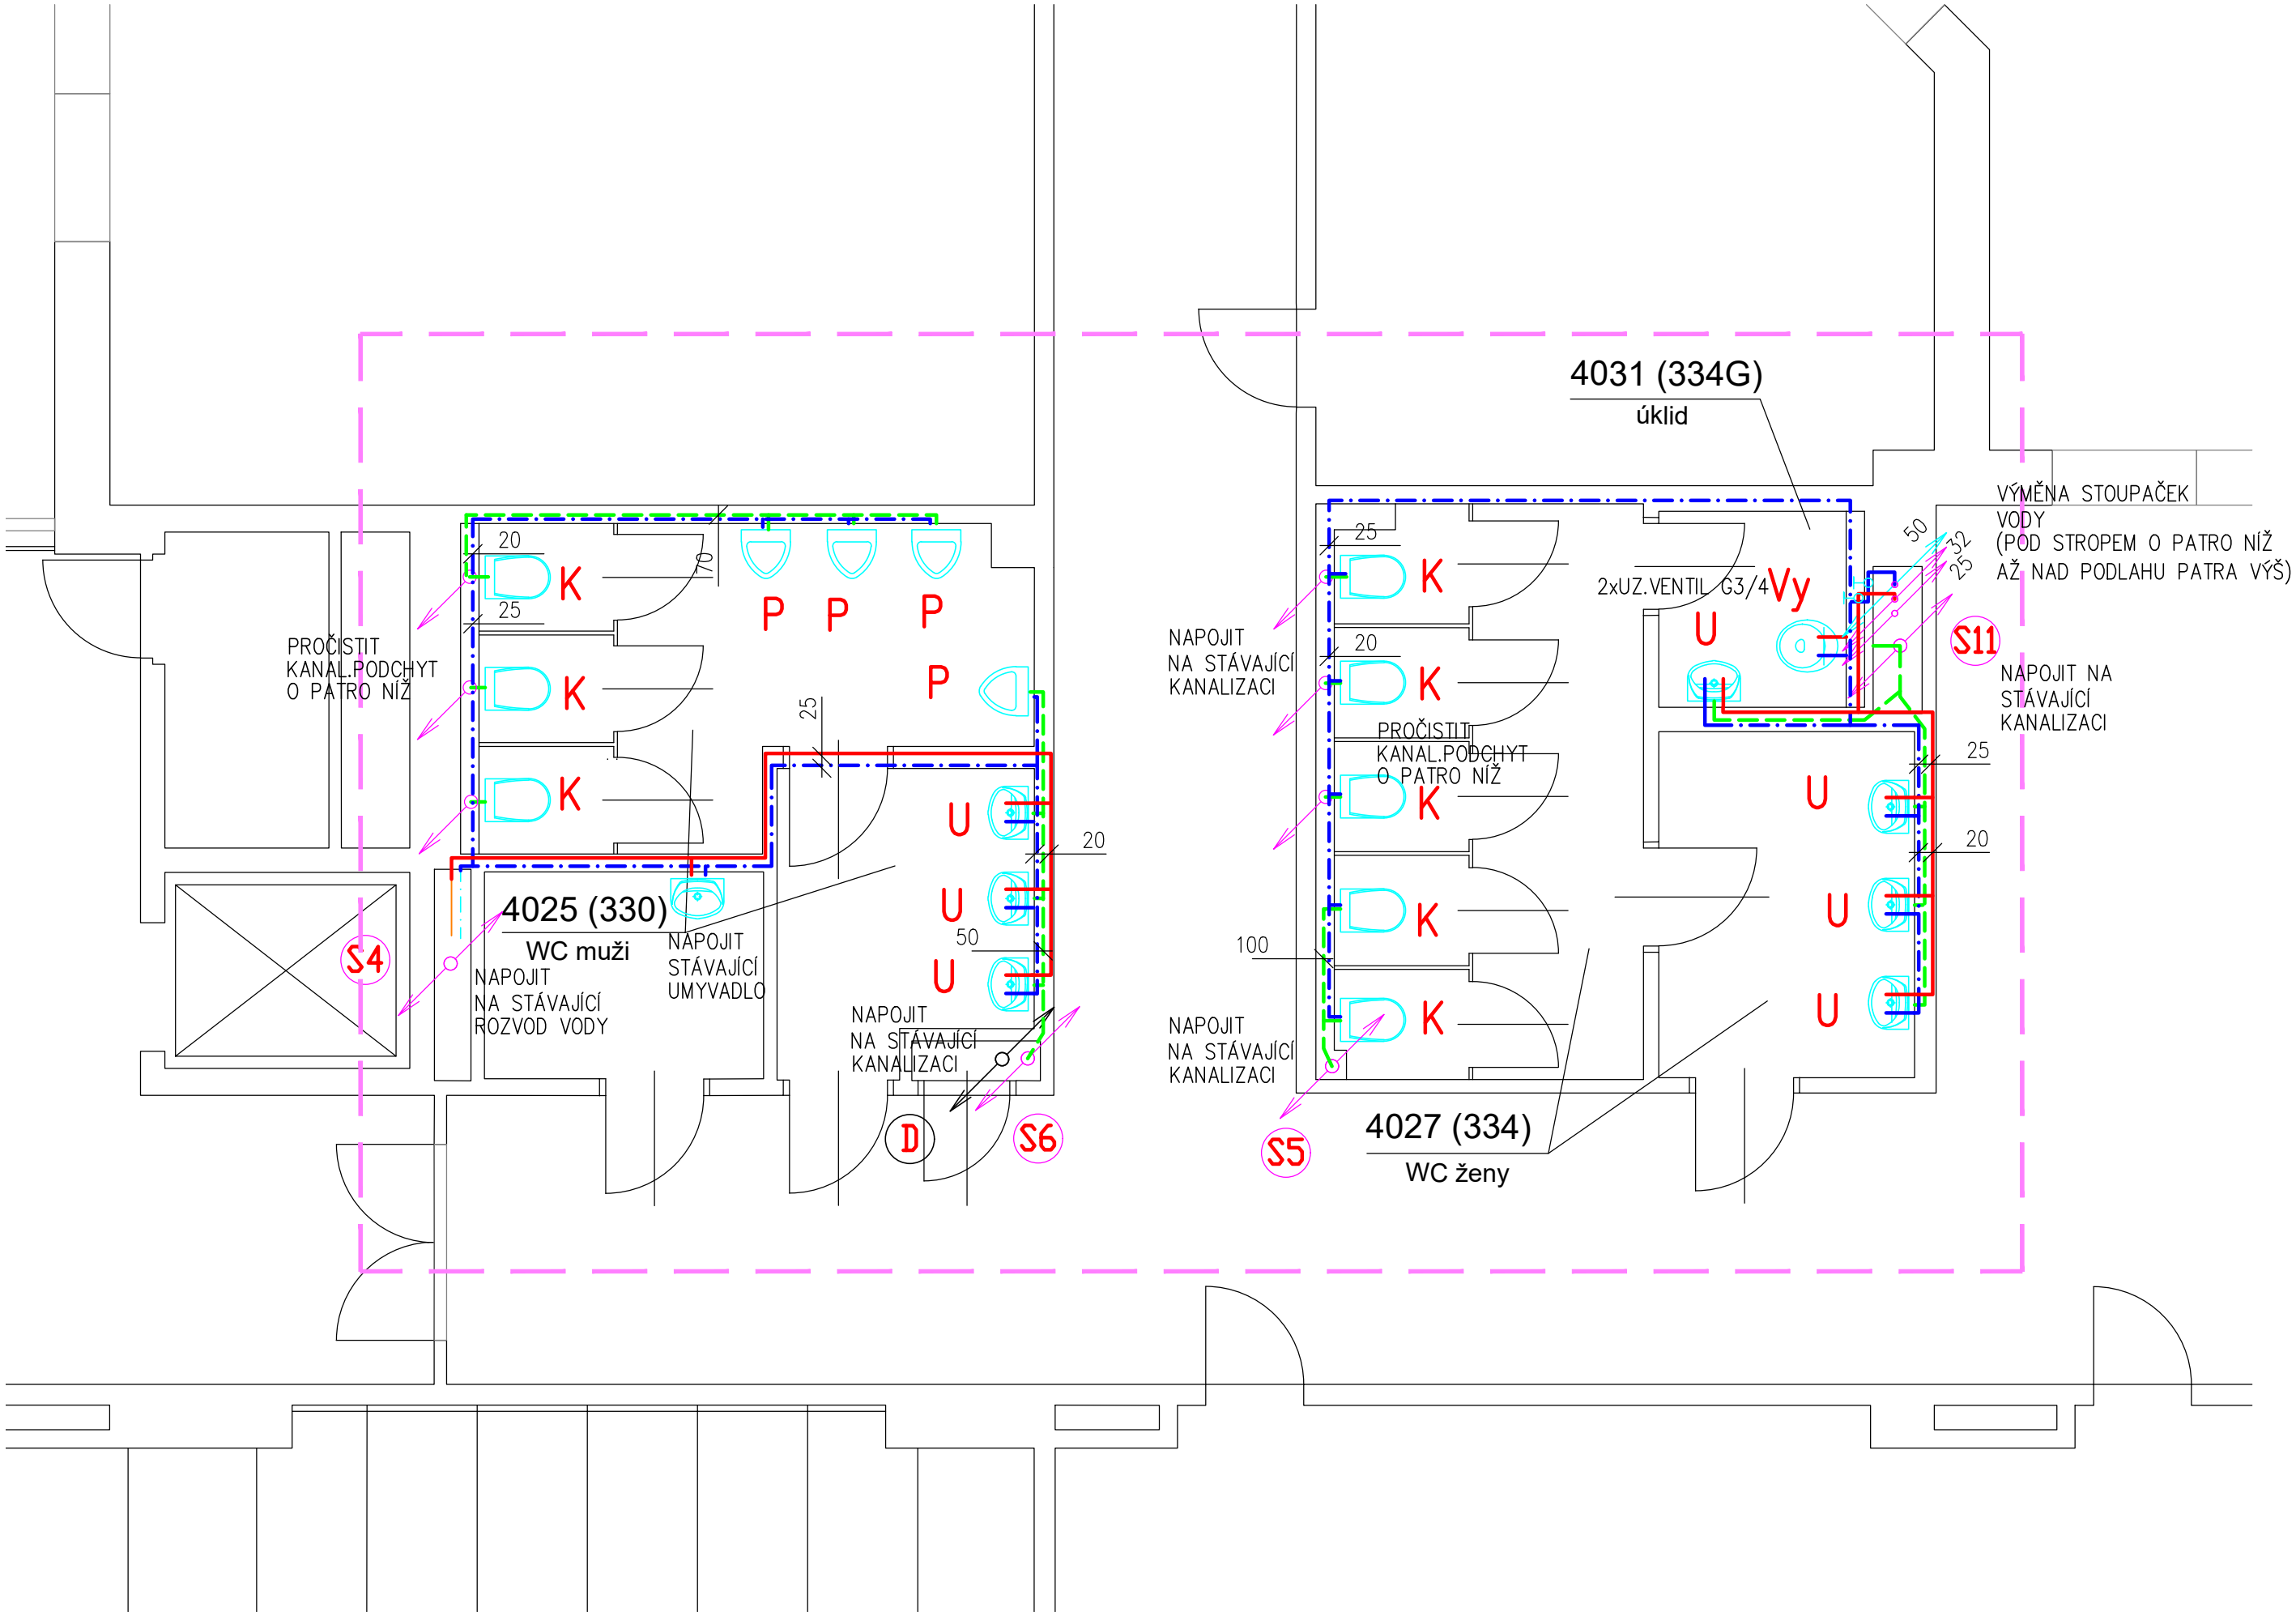 4031 (334G)
úklid
VÝMĚNA STOUPAČEK
VODY
(POD STROPEM O PATRO NÍŽ
AŽ NAD PODLAHU PATRA VÝŠ)
50
32
25
2xUZ.VENTIL G3/4
Vy
U
S11
NAPOJIT NA
STÁVAJÍCÍ
KANALIZACI
20
25
70
K
K
K
P
P
P
P
25
PROČISTIT
KANAL.PODCHYT
O PATRO NÍŽ
NAPOJIT
NA STÁVAJÍCÍ
KANALIZACI
25
20
K
K
K
K
K
PROČISTIT
KANAL.PODCHYT
O PATRO NÍŽ
U
U
U
20
50
U
U
U
25
20
100
4025 (330)
WC muži
S4
NAPOJIT
NA STÁVAJÍCÍ
ROZVOD VODY
NAPOJIT
STÁVAJÍCÍ
UMYVADLO
NAPOJIT
NA STÁVAJÍCÍ
KANALIZACI
NAPOJIT
NA STÁVAJÍCÍ
KANALIZACI
D
S6
S5
4027 (334)
WC ženy